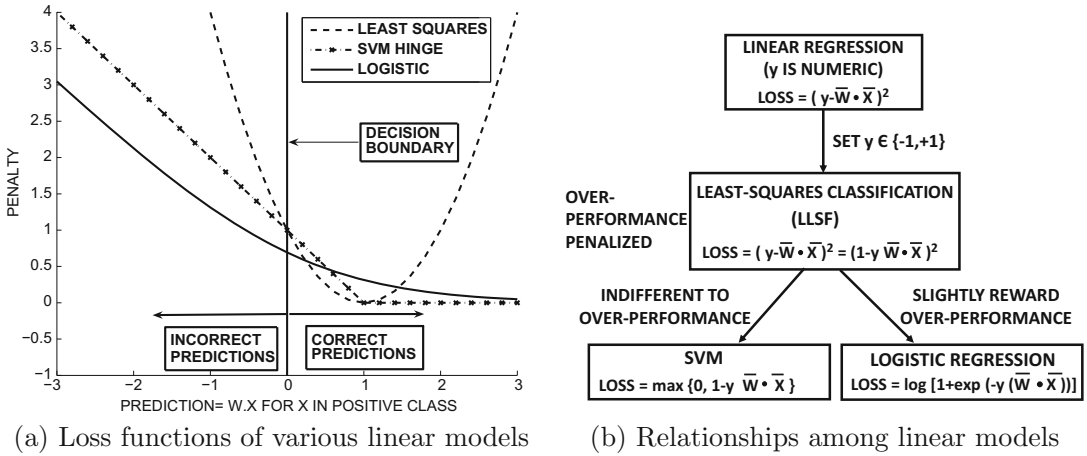 4
3.5
3
2.5
2
1.5
1
0.5
0
−0.5
−1
PENALTY
LEAST SQUARES
SVM HINGE
LOGISTIC
DECISION
BOUNDARY
INCORRECT
PREDICTIONS
CORRECT
PREDICTIONS
−3 −2 −1 0 1 2 3
PREDICTION= W.X FOR X IN POSITIVE CLASS
(a) Loss functions of various linear models
LINEAR REGRESSION
(y IS NUMERIC)
LOSS = ( y-W̅ • X̅ )²
SET y Є {-1,+1}
OVER-
PERFORMANCE
PENALIZED
LEAST-SQUARES CLASSIFICATION
(LLSF)
LOSS = ( y-W̅ • X̅ )² = (1-y W̅ • X̅ )²
INDIFFERENT TO
OVER-PERFORMANCE
SLIGHTLY REWARD
OVER-PERFORMANCE
SVM
LOSS = max {0, 1-y W̅ • X̅ }
LOGISTIC REGRESSION
LOSS = log [1+exp (-y (W̅ • X̅ ))]
(b) Relationships among linear models